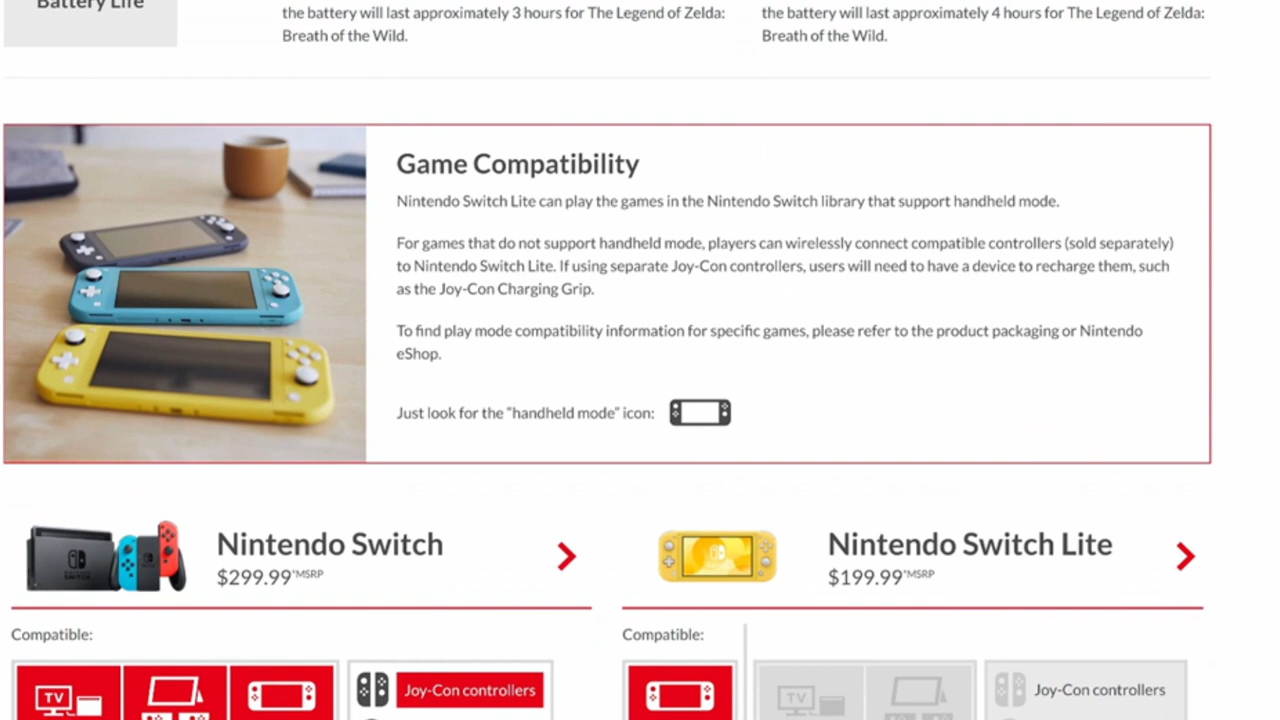 Battery Life
the battery will last approximately 3 hours for The Legend of Zelda:
Breath of the Wild.
the battery will last approximately 4 hours for The Legend of Zelda:
Breath of the Wild.
Game Compatibility
Nintendo Switch Lite can play the games in the Nintendo Switch library that support handheld mode.
For games that do not support handheld mode, players can wirelessly connect compatible controllers (sold separately)
to Nintendo Switch Lite. If using separate Joy-Con controllers, users will need to have a device to recharge them, such
as the Joy-Con Charging Grip.
To find play mode compatibility information for specific games, please refer to the product packaging or Nintendo
eShop.
Just look for the “handheld mode” icon:
Nintendo Switch
$299.99*MSRP
Nintendo Switch Lite
$199.99*MSRP
Compatible:
Compatible:
TV
Joy-Con controllers
TV
Joy-Con controllers